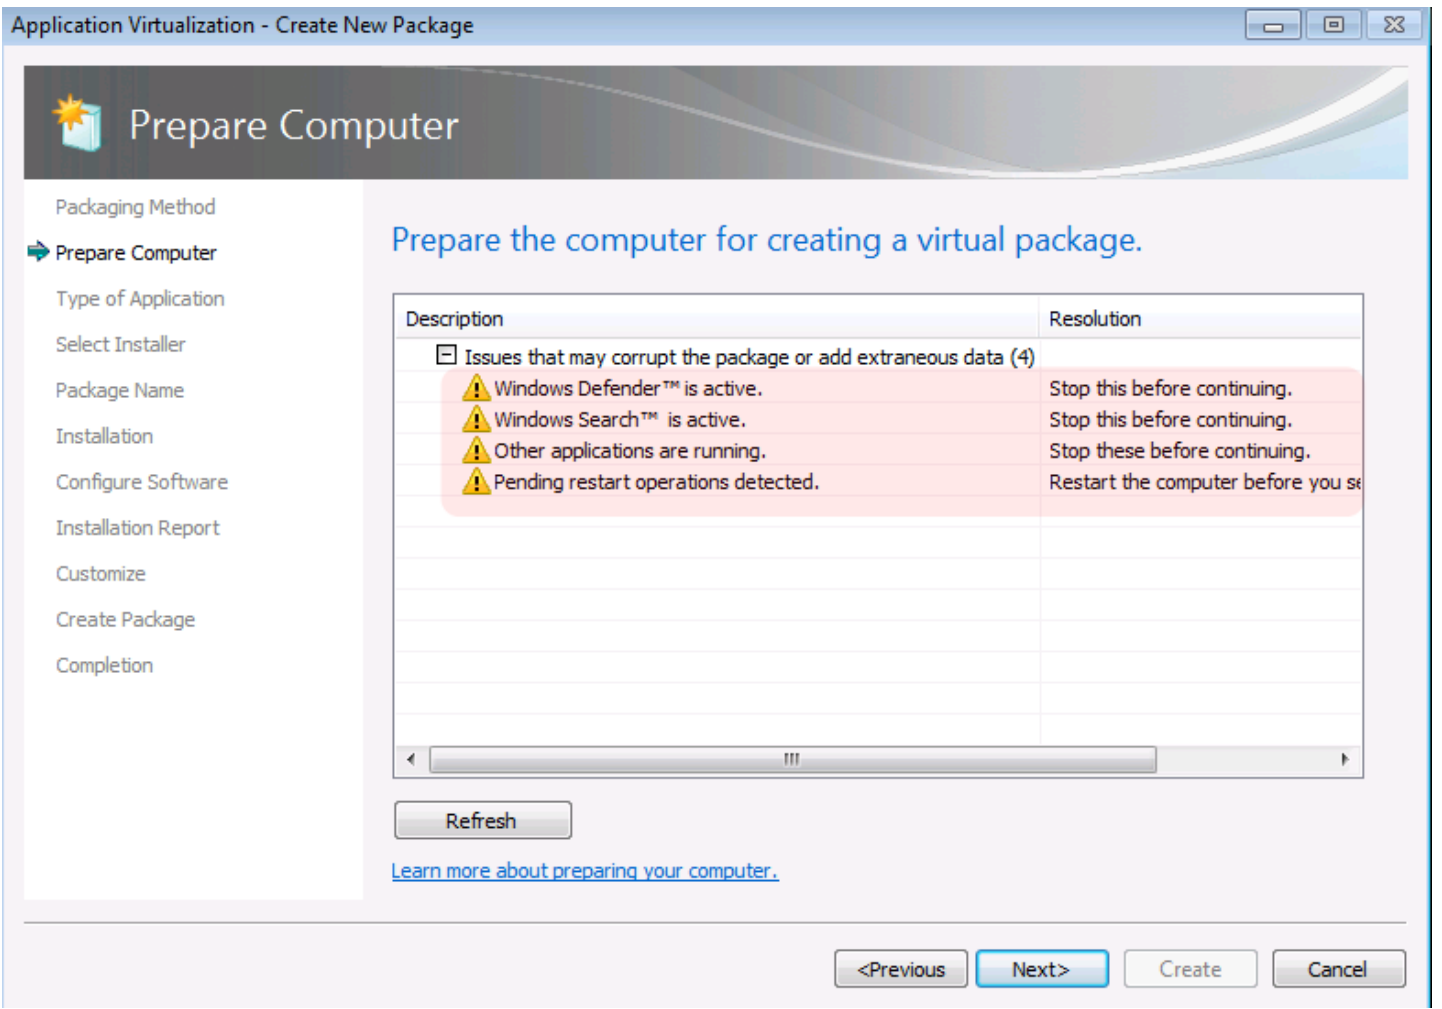 Application Virtualization - Create New Package
Prepare Computer
Packaging Method
Prepare Computer
Type of Application
Select Installer
Package Name
Installation
Configure Software
Installation Report
Customize
Create Package
Completion
Prepare the computer for creating a virtual package.
Description Resolution
Issues that may corrupt the package or add extraneous data (4)
Windows Defender™ is active. Stop this before continuing.
Windows Search™ is active. Stop this before continuing.
Other applications are running. Stop these before continuing.
Pending restart operations detected. Restart the computer before you
Refresh
Learn more about preparing your computer.
<Previous Next> Create Cancel